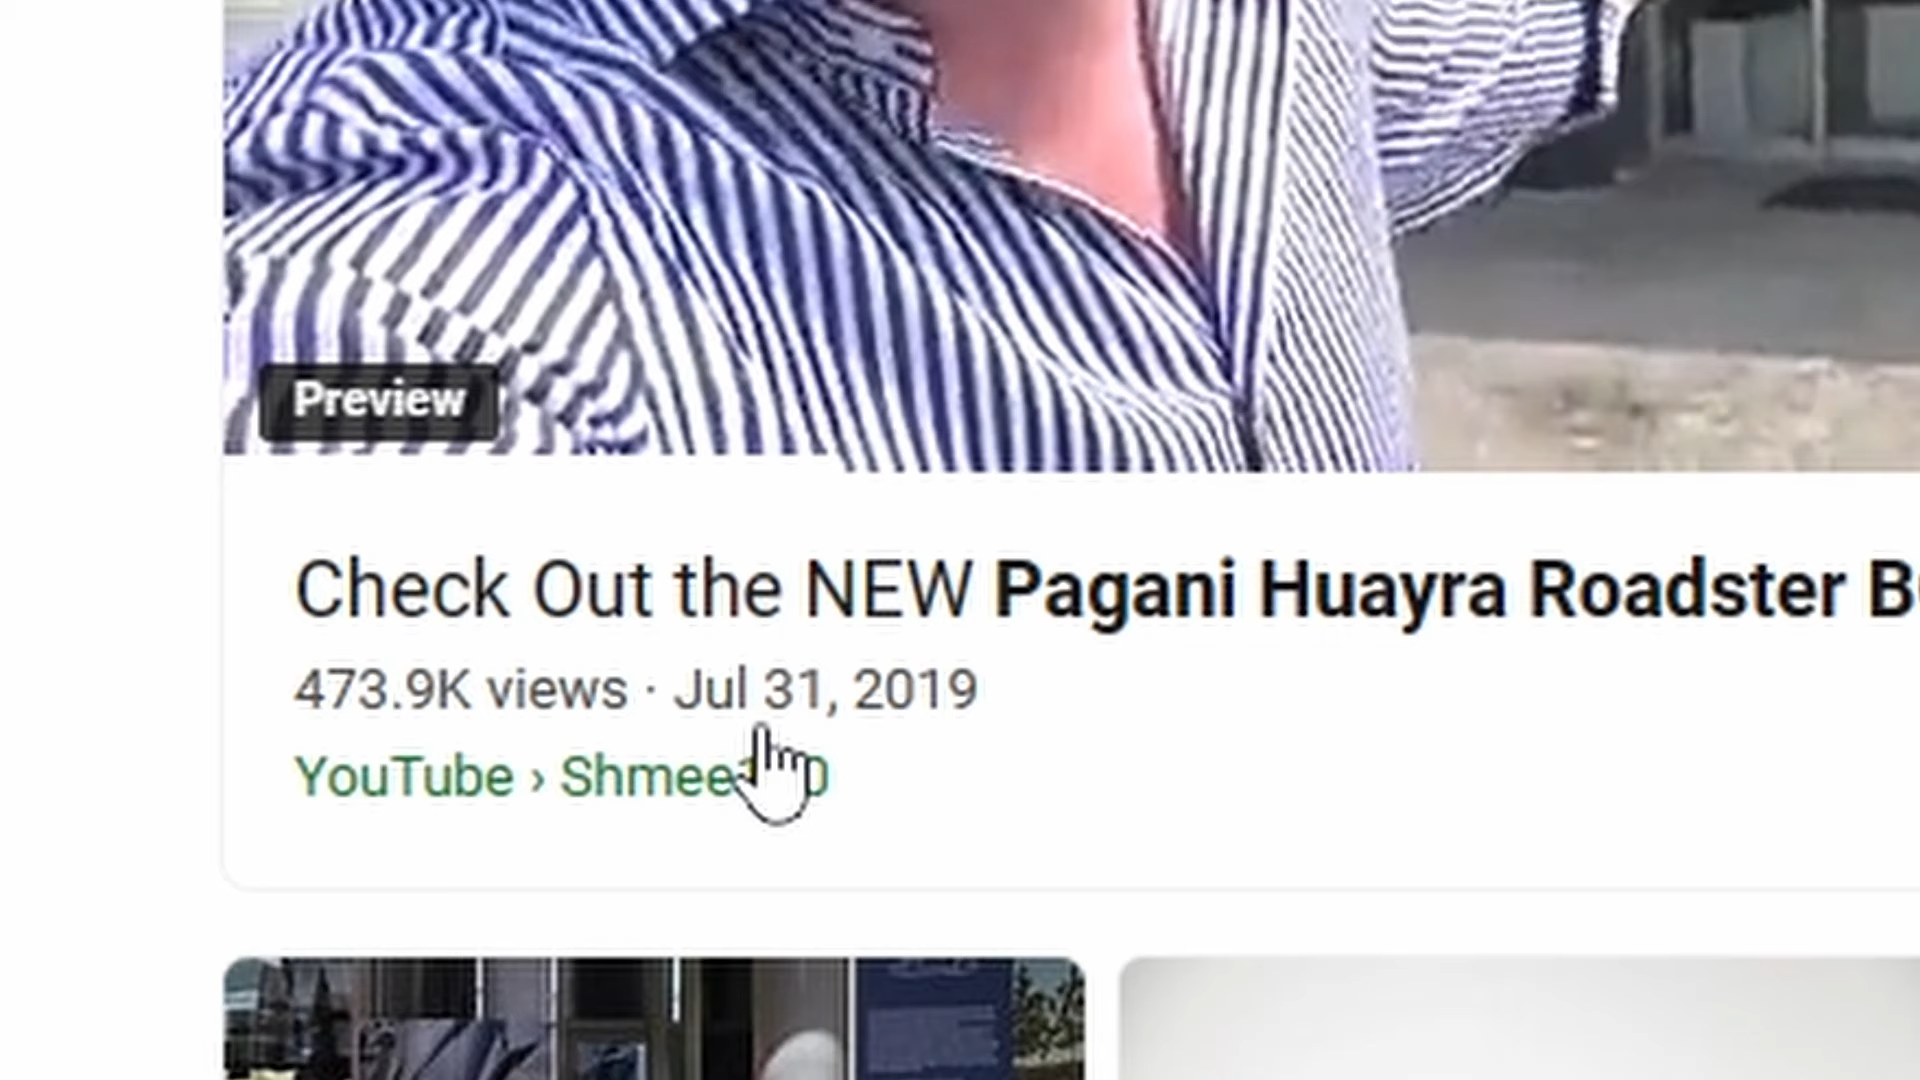 Preview
Check Out the NEW Pagani Huayra Roadster
473.9K views · Jul 31, 2019
YouTube ›